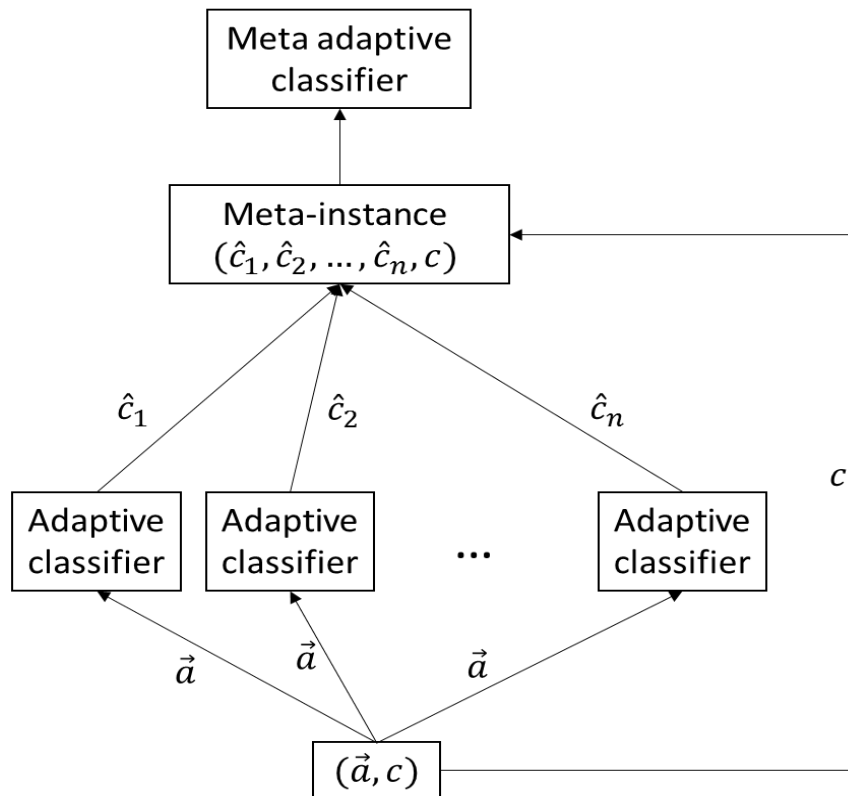 Meta adaptive
classifier
Meta-instance
(ĉ₁, ĉ₂, …, ĉₙ, c)
ĉ₁
ĉ₂
ĉₙ
c
Adaptive
classifier
Adaptive
classifier
...
Adaptive
classifier
a⃗
a⃗
a⃗
(a⃗, c)